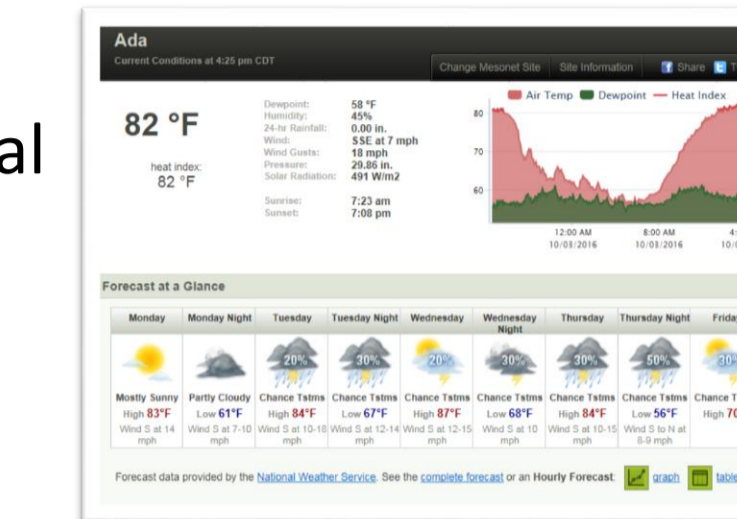 al
Ada
Current Conditions at 4:25 pm CDT
Change Mesonet Site Site Information Share
82 °F
heat index:
82 °F
Dewpoint: 58 °F
Humidity: 45%
24-hr Rainfall: 0.00 in.
Wind: SSE at 7 mph
Wind Gusts: 18 mph
Pressure: 29.86 in.
Solar Radiation: 491 W/m2
Sunrise: 7:23 am
Sunset: 7:08 pm
Air Temp Dewpoint Heat Index
80
70
60
12:00 AM 8:00 AM 4:
10/03/2016 10/03/2016 10/0
Forecast at a Glance
Monday Monday Night Tuesday Tuesday Night Wednesday Wednesday Night Thursday Thursday Night Friday
20% 30% 20% 30% 30% 50% 30%
Mostly Sunny Partly Cloudy Chance Tstms Chance Tstms Chance Tstms Chance Tstms Chance Tstms Chance Tstms Chance T
High 83°F Low 61°F High 84°F Low 67°F High 87°F Low 68°F High 84°F Low 56°F High 70
Wind S at 14 mph Wind S at 7-10 mph Wind S at 10-18 mph Wind S at 12-14 mph Wind S at 12-15 mph Wind S at 10 mph Wind S at 10-15 mph Wind S to N at 8-9 mph
Forecast data provided by the National Weather Service. See the complete forecast or an Hourly Forecast: graph table